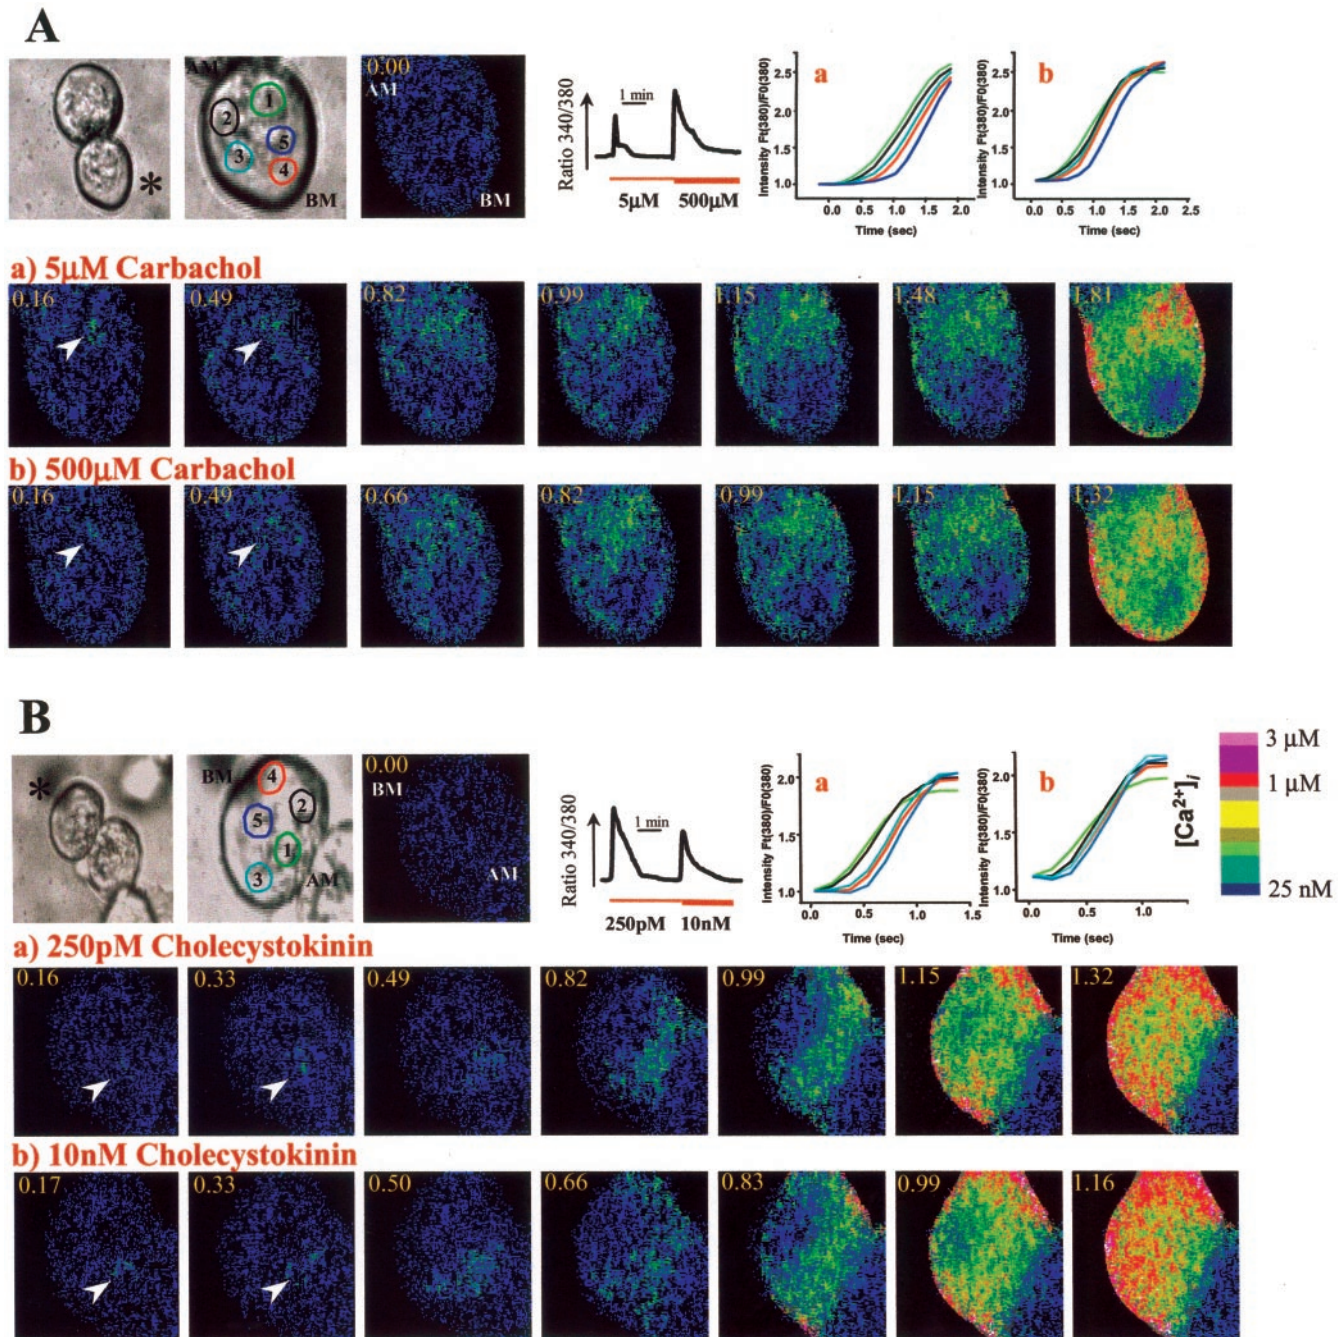 A
AM
1
2
5
3
4
BM
*
0.00
AM
BM
Ratio 340/380
1 min
5µM 500µM
a
Intensity Ft(380)/F0(380)
2.5
2.0
1.5
1.0
0.0 0.5 1.0 1.5 2.0
Time (sec)
b
Intensity Ft(380)/F0(380)
2.5
2.0
1.5
1.0
0.0 0.5 1.0 1.5 2.0 2.5
Time (sec)
a) 5µM Carbachol
0.16 0.49 0.82 0.99 1.15 1.48 1.81
b) 500µM Carbachol
0.16 0.49 0.66 0.82 0.99 1.15 1.32
B
*
BM
4
2
5
1
3
AM
0.00
BM
AM
Ratio 340/380
1 min
250pM 10nM
a
Intensity Ft(380)/F0(380)
2.0
1.5
1.0
0.0 0.5 1.0 1.5
Time (sec)
b
Intensity Ft(380)/F0(380)
2.0
1.5
1.0
0.0 0.5 1.0
Time (sec)
[Ca²⁺]i
3 µM
1 µM
25 nM
a) 250pM Cholecystokinin
0.16 0.33 0.49 0.82 0.99 1.15 1.32
b) 10nM Cholecystokinin
0.17 0.33 0.50 0.66 0.83 0.99 1.16